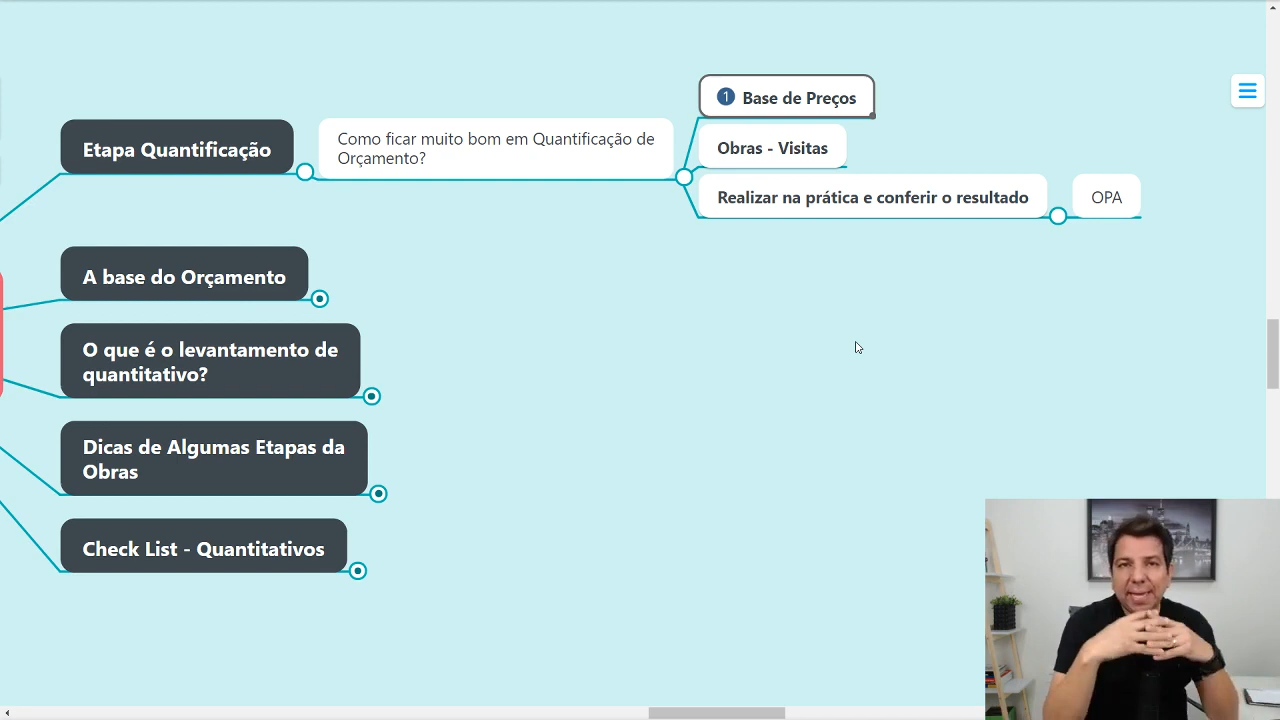 1 Base de Preços
Etapa Quantificação
Como ficar muito bom em Quantificação de
Orçamento?
Obras - Visitas
Realizar na prática e conferir o resultado
OPA
A base do Orçamento
O que é o levantamento de
quantitativo?
Dicas de Algumas Etapas da
Obras
Check List - Quantitativos